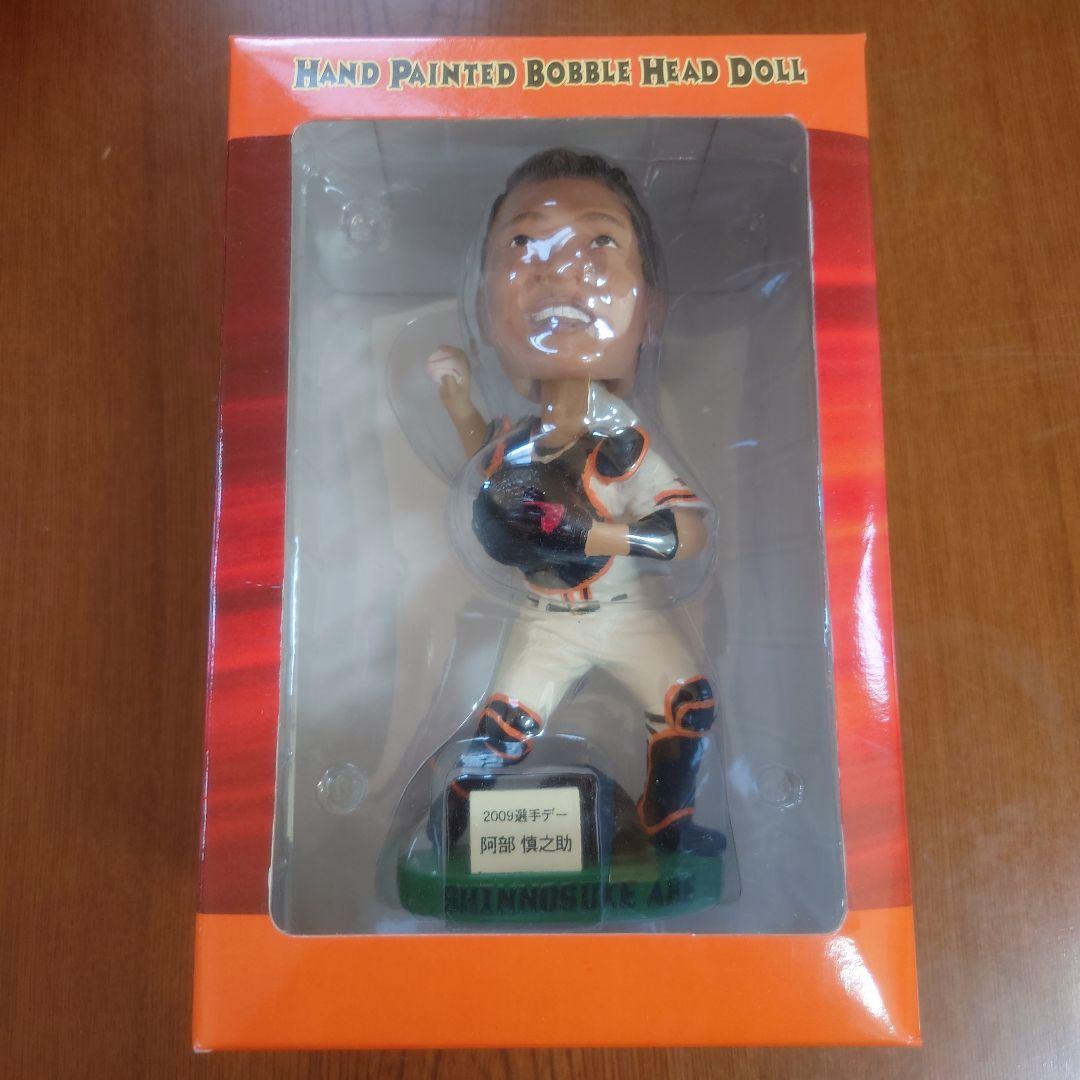 HAND PAINTED BOBBLE HEAD DOLL
2009選手デー
阿部 慎之助
SHINNOSUKE ABE